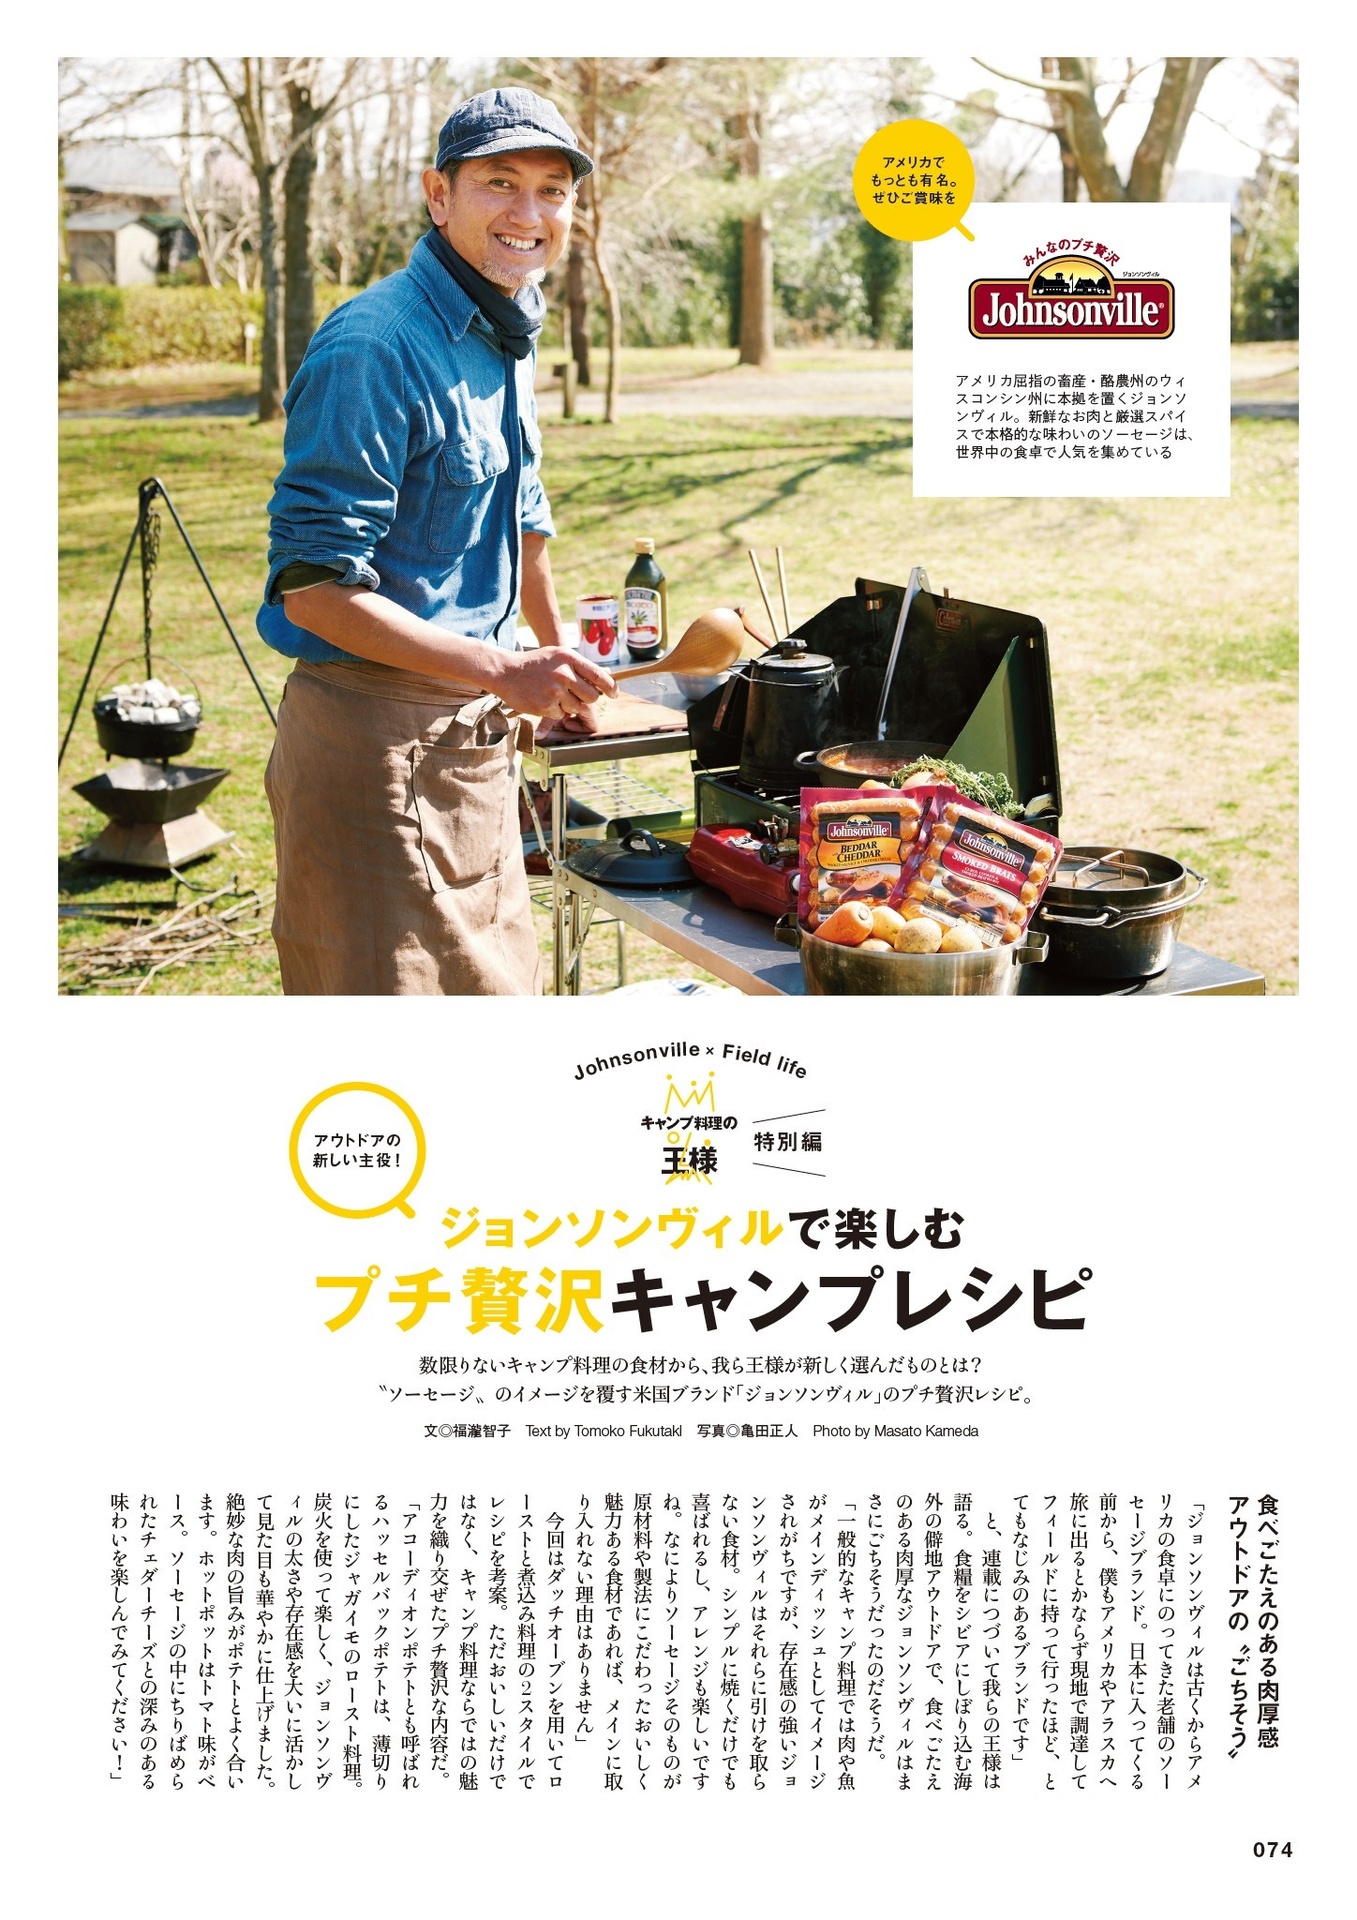 アメリカで
もっとも有名。
ぜひご賞味を
みんなのプチ贅沢
ジョンソンヴィル
Johnsonville
アメリカ屈指の畜産・酪農州のウィ
スコンシン州に本拠を置くジョンソ
ンヴィル。新鮮なお肉と厳選スパイ
スで本格的な味わいのソーセージは、
世界中の食卓で人気を集めている
Coleman
Johnsonville
BEDDAR
CHEDDAR
Johnsonville
SMOKED BRATS
Johnsonville × Field life
キャンプ料理の
王様
特別編
アウトドアの
新しい主役！
ジョンソンヴィルで楽しむ
プチ贅沢キャンプレシピ
数限りないキャンプ料理の食材から、我ら王様が新しく選んだものとは？
〝ソーセージ〟のイメージを覆す米国ブランド「ジョンソンヴィル」のプチ贅沢レシピ。
文◎福瀧智子　Text by Tomoko Fukutaki　写真◎亀田正人　Photo by Masato Kameda
食べごたえのある肉厚感
アウトドアの〝ごちそう〟
「ジョンソンヴィルは古くからアメ
リカの食卓にのってきた老舗のソー
セージブランド。日本に入ってくる
前から、僕もアメリカやアラスカへ
旅に出るとかならず現地で調達して
フィールドに持って行ったほど、と
てもなじみのあるブランドです」
と、連載につづいて我らの王様は
語る。食糧をシビアにしぼり込む海
外の僻地アウトドアで、食べごたえ
のある肉厚なジョンソンヴィルはま
さにごちそうだったのだそうだ。
「一般的なキャンプ料理では肉や魚
がメインディッシュとしてイメージ
されがちですが、存在感の強いジョ
ンソンヴィルはそれらに引けを取ら
ない食材。シンプルに焼くだけでも
喜ばれるし、アレンジも楽しいです
ね。なによりソーセージそのものが
原材料や製法にこだわったおいしく
魅力ある食材であれば、メインに取
り入れない理由はありません」
今回はダッチオーブンを用いてロ
ーストと煮込み料理の2スタイルで
レシピを考案。ただおいしいだけで
はなく、キャンプ料理ならではの魅
力を織り交ぜたプチ贅沢な内容だ。
「アコーディオンポテトとも呼ばれ
るハッセルバックポテトは、薄切り
にしたジャガイモのロースト料理。
炭火を使って楽しく、ジョンソンヴ
ィルの太さや存在感を大いに活かし
て見た目も華やかに仕上げました。
絶妙な肉の旨みがポテトとよく合い
ます。ホットポットはトマト味がベ
ース。ソーセージの中にちりばめら
れたチェダーチーズとの深みのある
味わいを楽しんでみてください！」
074